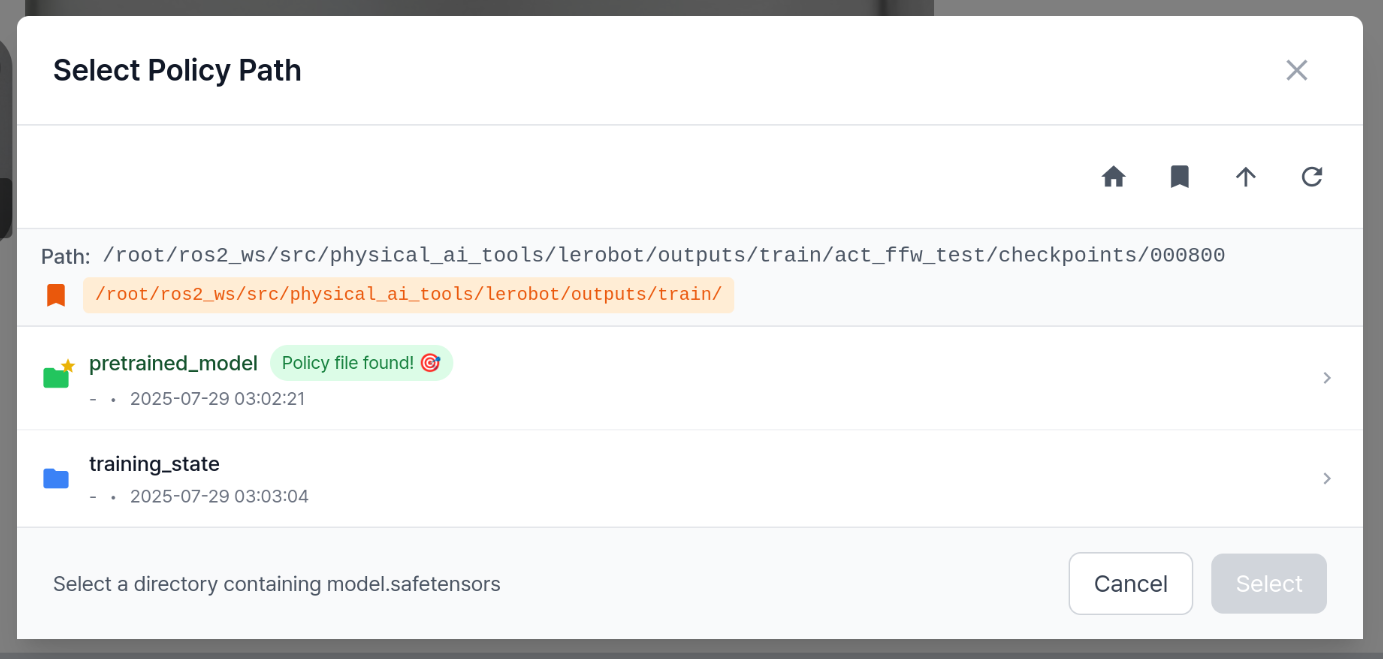 Select Policy Path
Path: /root/ros2_ws/src/physical_ai_tools/lerobot/outputs/train/act_ffw_test/checkpoints/000800
/root/ros2_ws/src/physical_ai_tools/lerobot/outputs/train/
pretrained_model Policy file found! 🎯
- • 2025-07-29 03:02:21
training_state
- • 2025-07-29 03:03:04
Select a directory containing model.safetensors Cancel Select